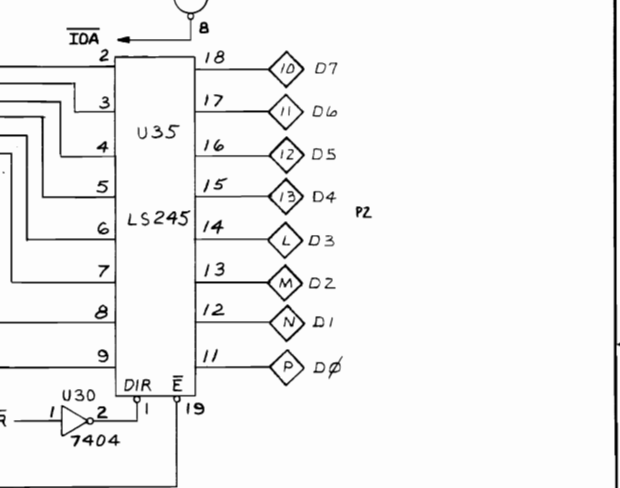 8
I̅O̅A̅
2 18 10 D7
3 17 11 D6
U35
4 16 12 D5
5 15 13 D4
P2
LS245
6 14 L D3
7 13 M D2
8 12 N D1
9 11 P DØ
DIR E̅
U30
1 2 1 19
R̅
7404